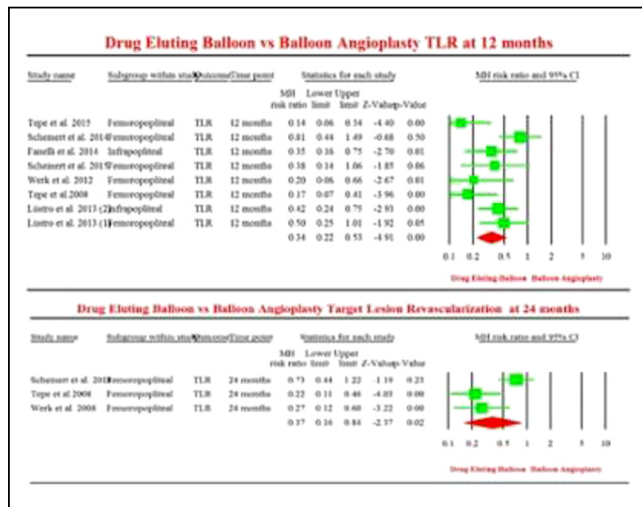 Drug Eluting Balloon vs Balloon Angioplasty TLR at 12 months
Study name Subgroup within study Outcome Time point Statistics for each study MH risk ratio and 95% CI
MH Lower Upper
risk ratio limit limit Z-Value p-Value
Tepe et al. 2015 Femoropopliteal TLR 12 months 0.14 0.06 0.34 -4.40 0.00
Scheinert et al. 2014 Femoropopliteal TLR 12 months 0.81 0.44 1.49 -0.68 0.50
Fanelli et al. 2014 Infrapopliteal TLR 12 months 0.35 0.16 0.75 -2.70 0.01
Scheinert et al. 2015 Femoropopliteal TLR 12 months 0.38 0.14 1.06 -1.85 0.06
Werk et al. 2012 Femoropopliteal TLR 12 months 0.20 0.06 0.66 -2.67 0.01
Tepe et al.2008 Femoropopliteal TLR 12 months 0.17 0.07 0.41 -3.96 0.00
Liistro et al. 2013 (2) Infrapopliteal TLR 12 months 0.42 0.24 0.75 -2.93 0.00
Liistro et al. 2013 (1) Femoropopliteal TLR 12 months 0.50 0.25 1.01 -1.92 0.05
0.34 0.22 0.53 -4.91 0.00
0.1 0.2 0.5 1 2 5 10
Drug Eluting Balloon Balloon Angioplasty
Drug Eluting Balloon vs Balloon Angioplasty Target Lesion Revascularization at 24 months
Study name Subgroup within study Outcome Time point Statistics for each study MH risk ratio and 95% CI
MH Lower Upper
risk ratio limit limit Z-Value p-Value
Scheinert et al. Femoropopliteal TLR 24 months 0.73 0.44 1.22 -1.19 0.23
Tepe et al. 2008 Femoropopliteal TLR 24 months 0.22 0.11 0.46 -4.03 0.00
Werk et al. 2008 Femoropopliteal TLR 24 months 0.27 0.12 0.60 -3.22 0.00
0.37 0.16 0.84 -2.37 0.02
0.1 0.2 0.5 1 2 5 10
Drug Eluting Balloon Balloon Angioplasty